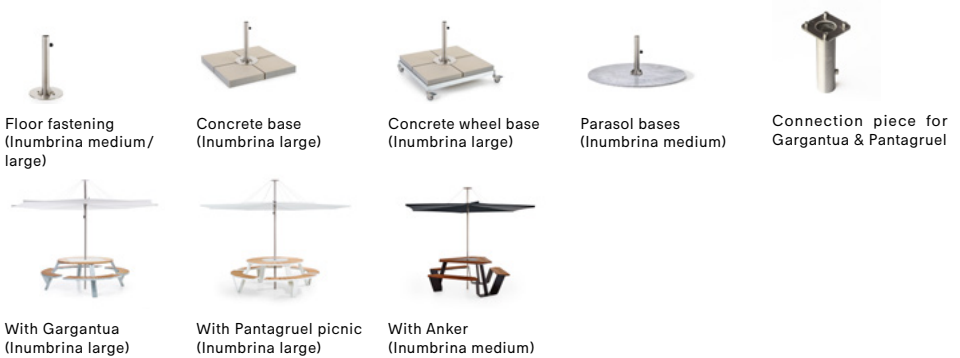 Floor fastening
(Inumbrina medium/
large)
Concrete base
(Inumbrina large)
Concrete wheel base
(Inumbrina large)
Parasol bases
(Inumbrina medium)
Connection piece for
Gargantua & Pantagruel
With Gargantua
(Inumbrina large)
With Pantagruel picnic
(Inumbrina large)
With Anker
(Inumbrina medium)